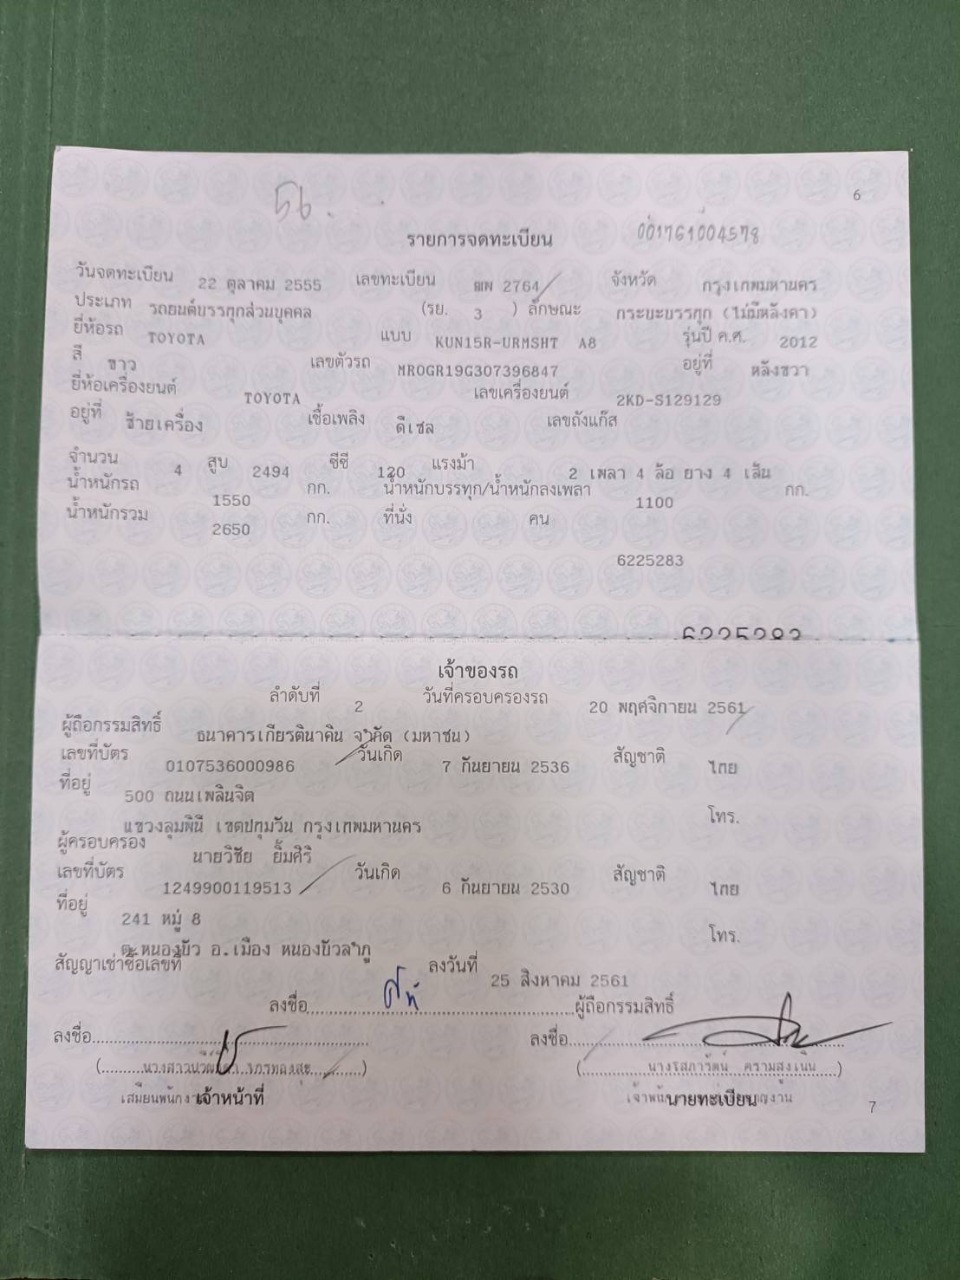 6
001761004578
รายการจดทะเบียน
วันจดทะเบียน 22 ตุลาคม 2555 เลขทะเบียน ฒพ 2764 จังหวัด กรุงเทพมหานคร
ประเภท รถยนต์บรรทุกส่วนบุคคล (รย. 3 ) ลักษณะ กระบะบรรทุก (ไม่มีหลังคา)
ยี่ห้อรถ TOYOTA แบบ KUN15R-URMSHT A8 รุ่นปี ค.ศ. 2012
สี ขาว เลขตัวรถ MR0GR19G307396847 อยู่ที่ หลังขวา
ยี่ห้อเครื่องยนต์ TOYOTA เลขเครื่องยนต์ 2KD-S129129
อยู่ที่ ซ้ายเครื่อง เชื้อเพลิง ดีเซล เลขถังแก๊ส
จำนวน 4 สูบ 2494 ซีซี 120 แรงม้า 2 เพลา 4 ล้อ ยาง 4 เส้น
น้ำหนักรถ 1550 กก. น้ำหนักบรรทุก/น้ำหนักลงเพลา 1100 กก.
น้ำหนักรวม 2650 กก. ที่นั่ง คน
6225283
6225283
เจ้าของรถ
ลำดับที่ 2 วันที่ครอบครองรถ 20 พฤศจิกายน 2561
ผู้ถือกรรมสิทธิ์ ธนาคารเกียรตินาคิน จำกัด (มหาชน)
เลขที่บัตร 0107536000986 วันเกิด 7 กันยายน 2536 สัญชาติ ไทย
ที่อยู่ 500 ถนนเพลินจิต
แขวงลุมพินี เขตปทุมวัน กรุงเทพมหานคร โทร.
ผู้ครอบครอง นายวิชัย ยิ้มศิริ
เลขที่บัตร 1249900119513 วันเกิด 6 กันยายน 2530 สัญชาติ ไทย
ที่อยู่ 241 หมู่ 8
ต.หนองบัว อ.เมือง หนองบัวลำภู โทร.
สัญญาเช่าซื้อเลขที่ ลงวันที่ 25 สิงหาคม 2561
ลงชื่อ ผู้ถือกรรมสิทธิ์
ลงชื่อ ลงชื่อ
เจ้าหน้าที่ นายทะเบียน
7